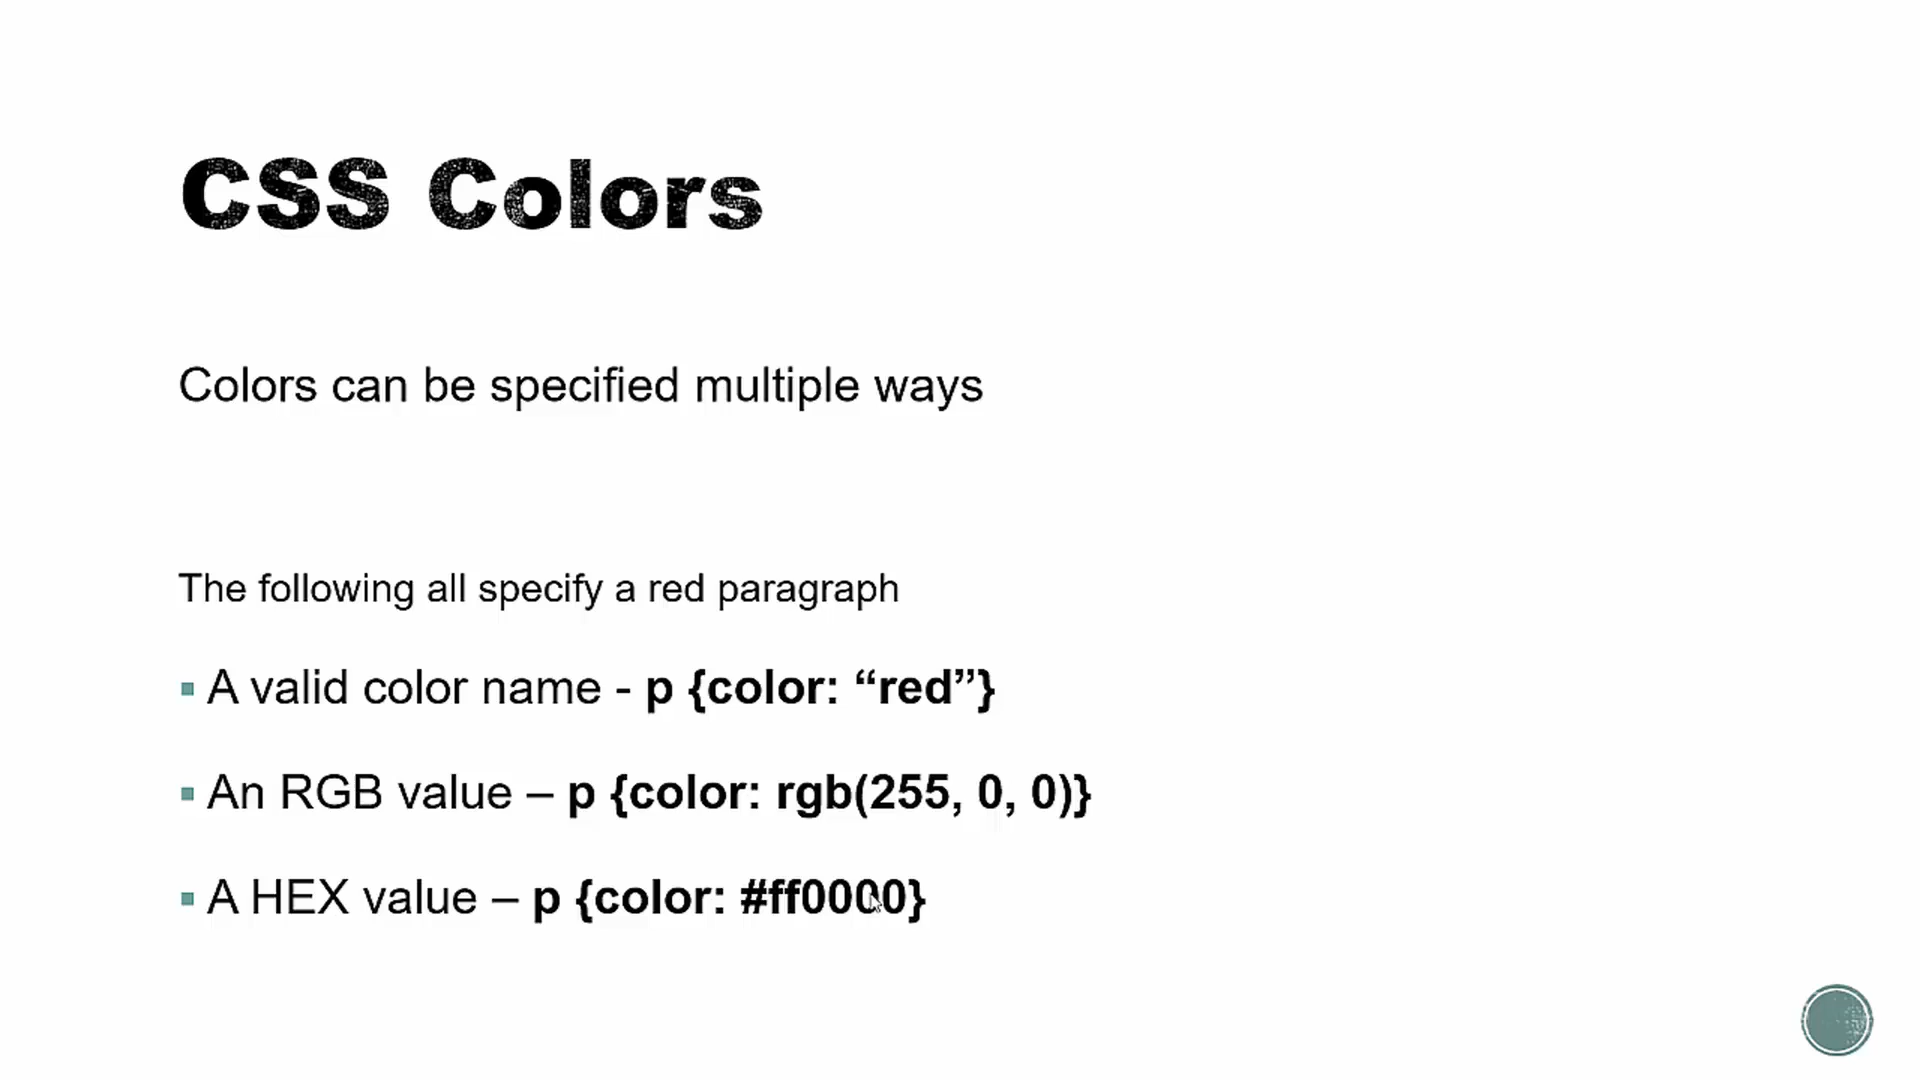 CSS Colors
Colors can be specified multiple ways
The following all specify a red paragraph
▪ A valid color name - p {color: “red”}
▪ An RGB value – p {color: rgb(255, 0, 0)}
▪ A HEX value – p {color: #ff0000}